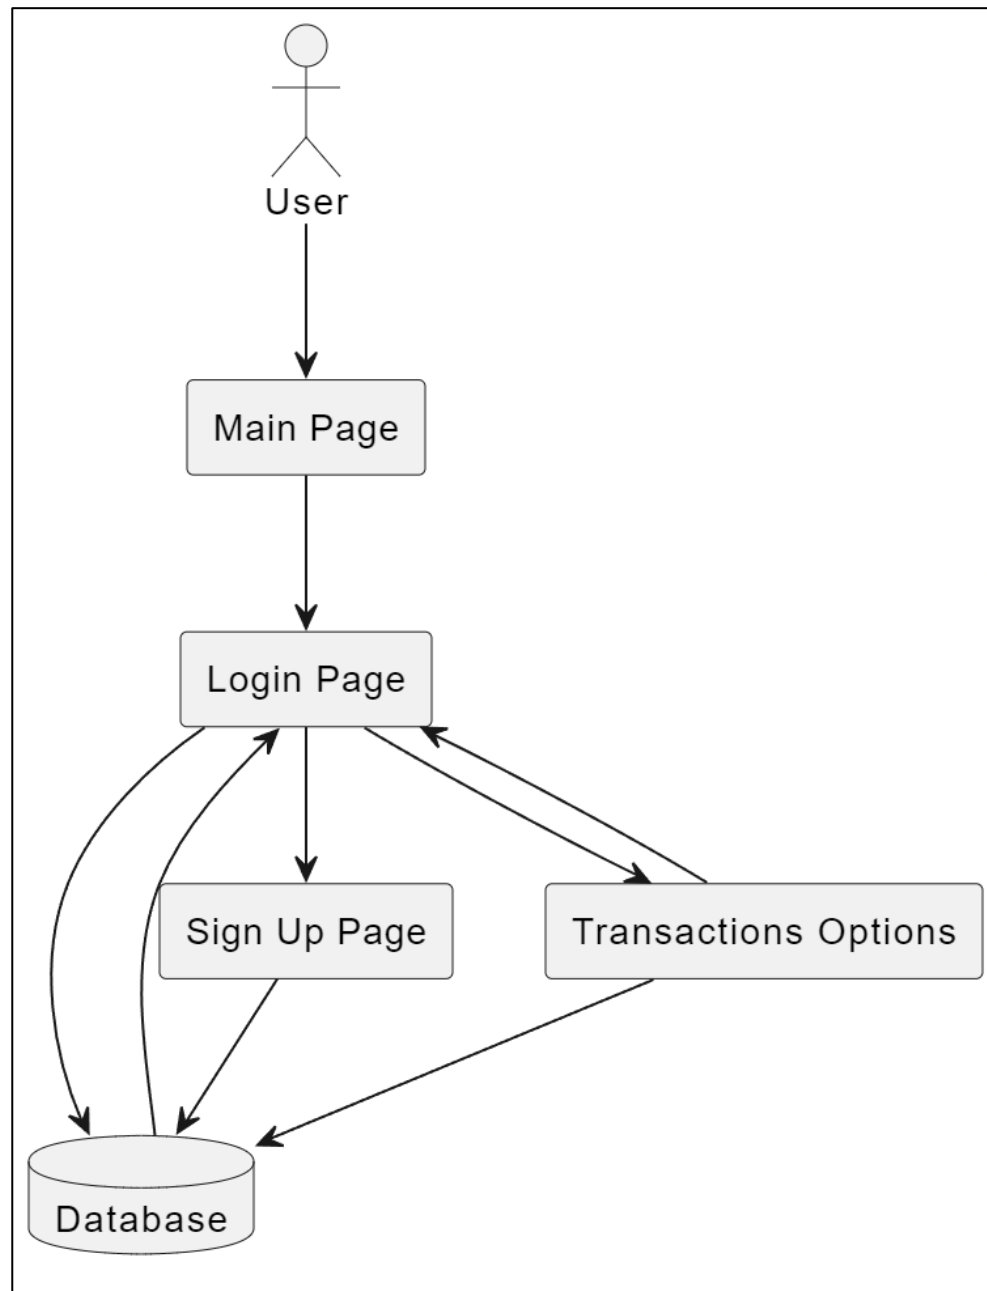 User
Main Page
Login Page
Sign Up Page
Transactions Options
Database